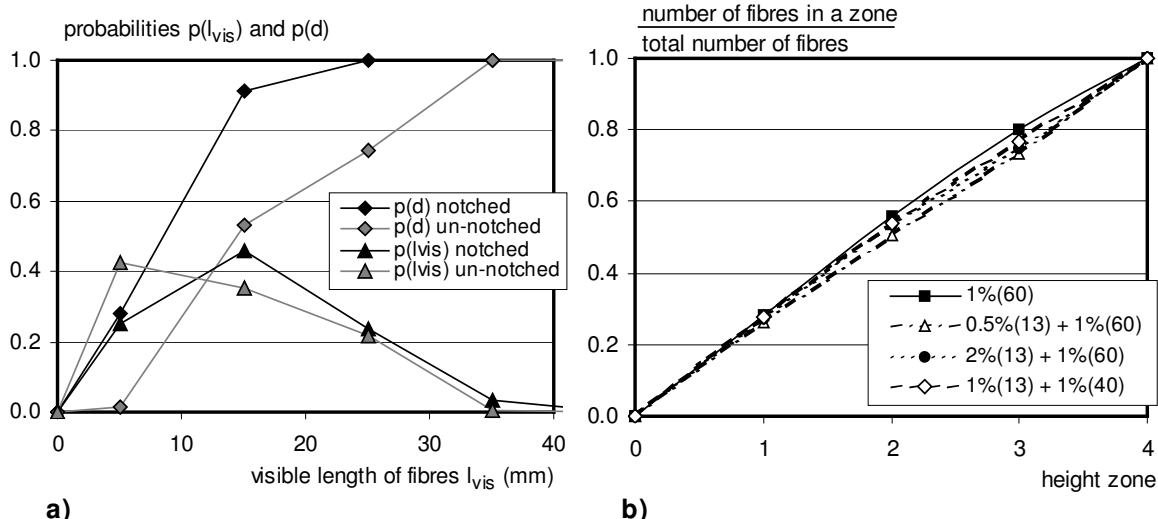 probabilities p(lvis) and p(d)
1.0
0.8
0.6
0.4
0.2
0.0
0
10
20
30
40
visible length of fibres lvis (mm)
p(d) notched
p(d) un-notched
p(lvis) notched
p(lvis) un-notched
a)
number of fibres in a zone
total number of fibres
1.0
0.8
0.6
0.4
0.2
0.0
0
1
2
3
4
height zone
1%(60)
0.5%(13) + 1%(60)
2%(13) + 1%(60)
1%(13) + 1%(40)
b)